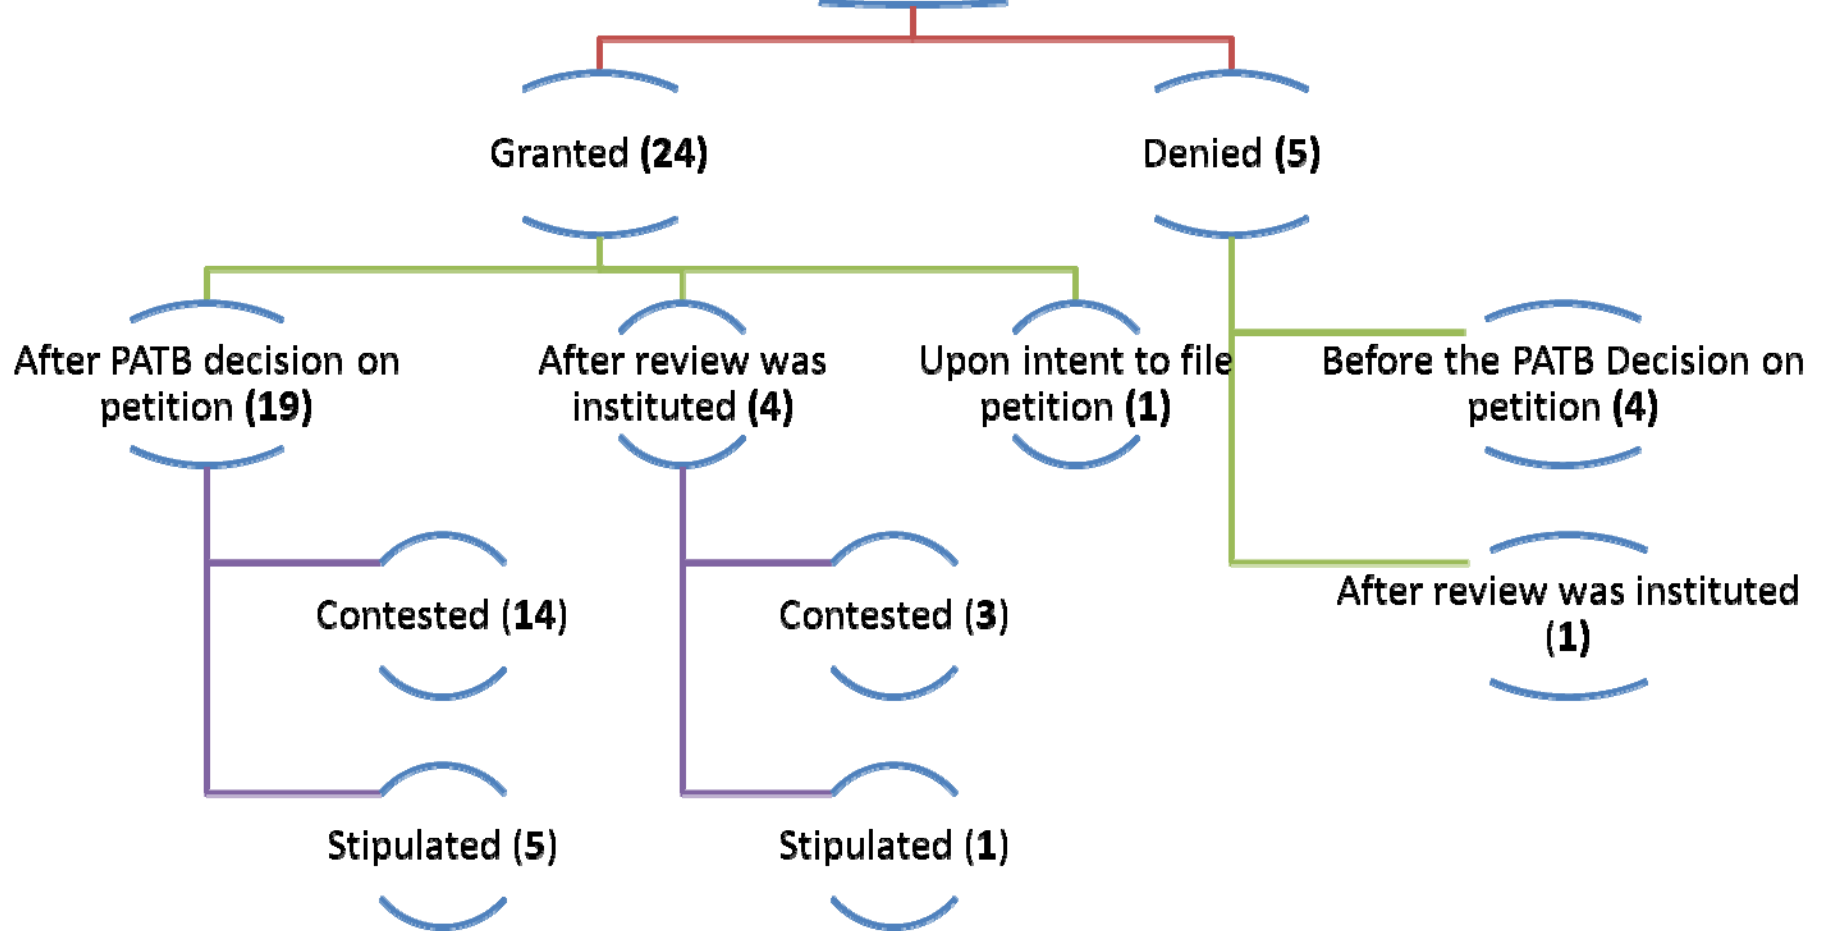 Granted (24)
Denied (5)
After PATB decision on
petition (19)
After review was
instituted (4)
Upon intent to file
petition (1)
Before the PATB Decision on
petition (4)
Contested (14)
Contested (3)
After review was instituted
(1)
Stipulated (5)
Stipulated (1)